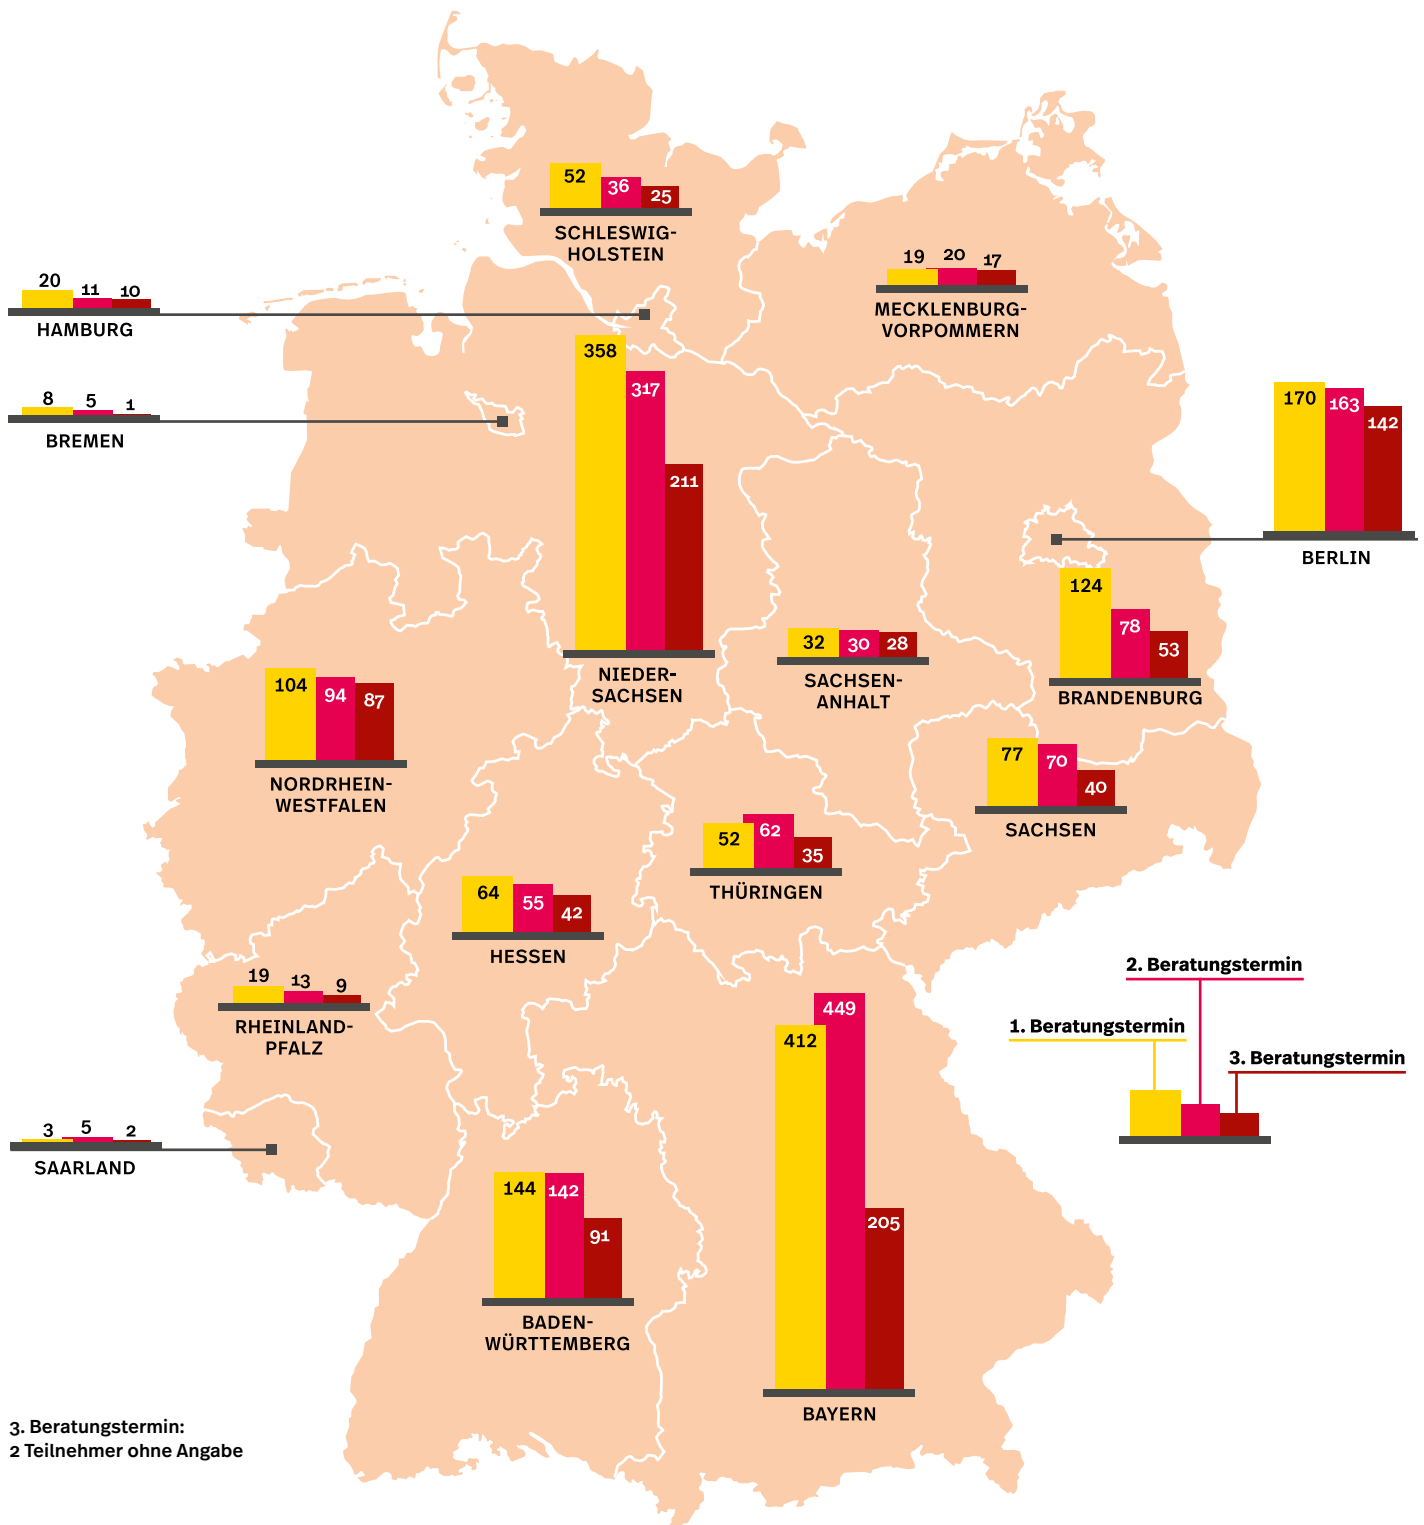 52
36
25
SCHLESWIG-
HOLSTEIN
19
20
17
MECKLENBURG-
VORPOMMERN
20
11
10
HAMBURG
358
317
211
NIEDER-
SACHSEN
8
5
1
BREMEN
170
163
142
BERLIN
124
78
53
BRANDENBURG
32
30
28
SACHSEN-
ANHALT
104
94
87
NORDRHEIN-
WESTFALEN
77
70
40
SACHSEN
52
62
35
THÜRINGEN
64
55
42
HESSEN
19
13
9
RHEINLAND-
PFALZ
2. Beratungstermin
1. Beratungstermin
3. Beratungstermin
412
449
205
BAYERN
3
5
2
SAARLAND
144
142
91
BADEN-
WÜRTTEMBERG
3. Beratungstermin:
2 Teilnehmer ohne Angabe